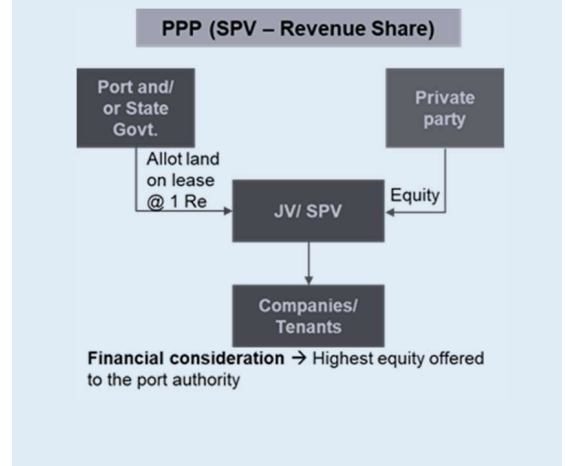 PPP (SPV – Revenue Share)
Port and/
or State
Govt.
Private
party
Allot land
on lease
@ 1 Re
Equity
JV/ SPV
Companies/
Tenants
Financial consideration → Highest equity offered
to the port authority